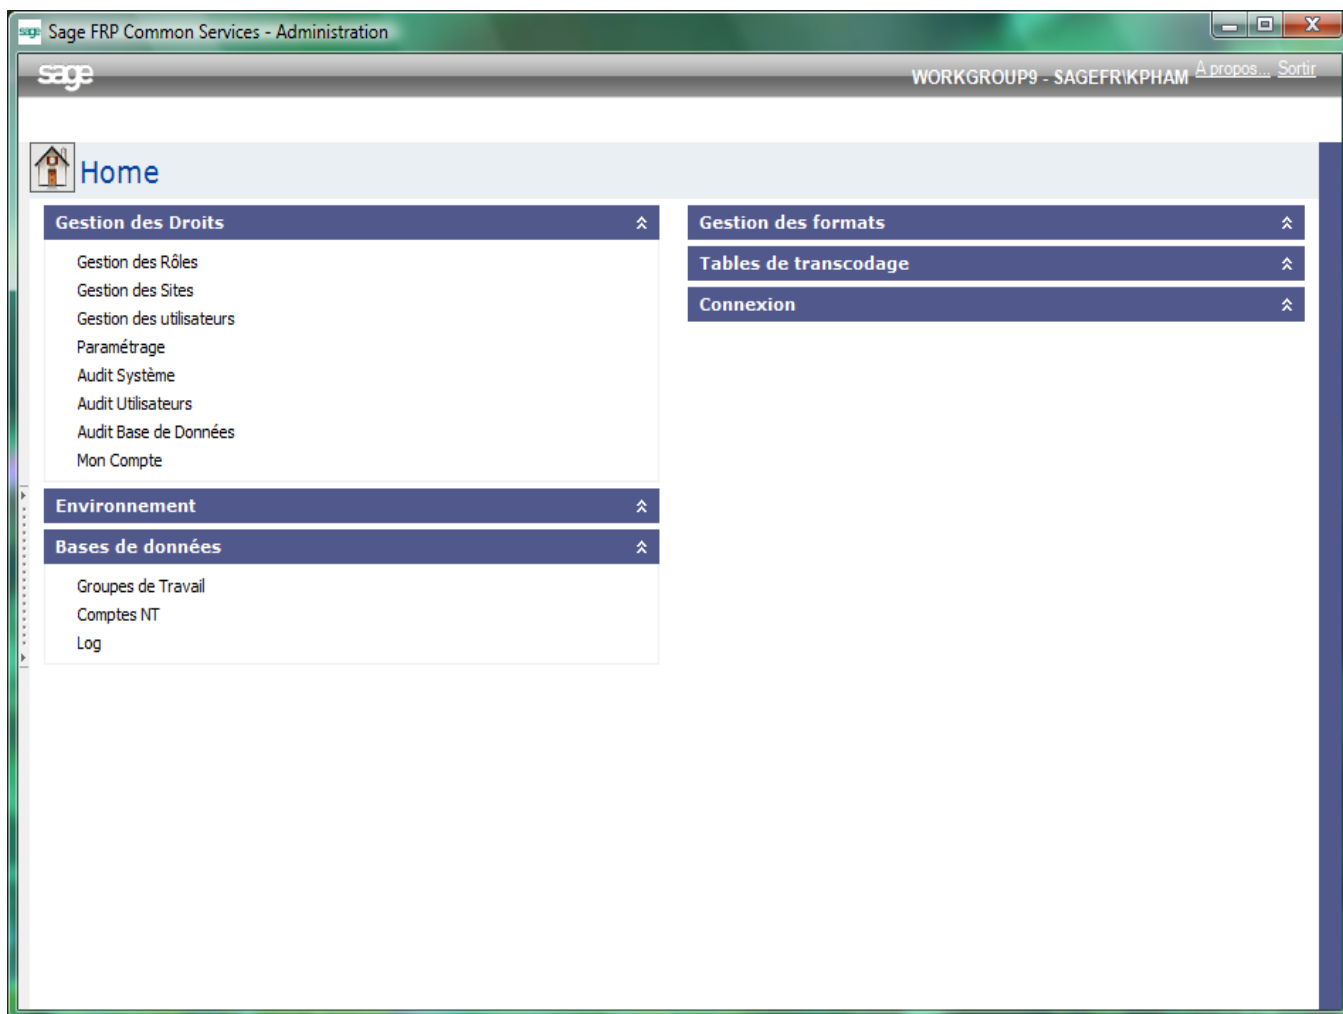 sage Sage FRP Common Services - Administration
sage
WORKGROUP9 - SAGEFR\KPHAM A propos... Sortir
Home
Gestion des Droits
Gestion des Rôles
Gestion des Sites
Gestion des utilisateurs
Paramétrage
Audit Système
Audit Utilisateurs
Audit Base de Données
Mon Compte
Environnement
Bases de données
Groupes de Travail
Comptes NT
Log
Gestion des formats
Tables de transcodage
Connexion